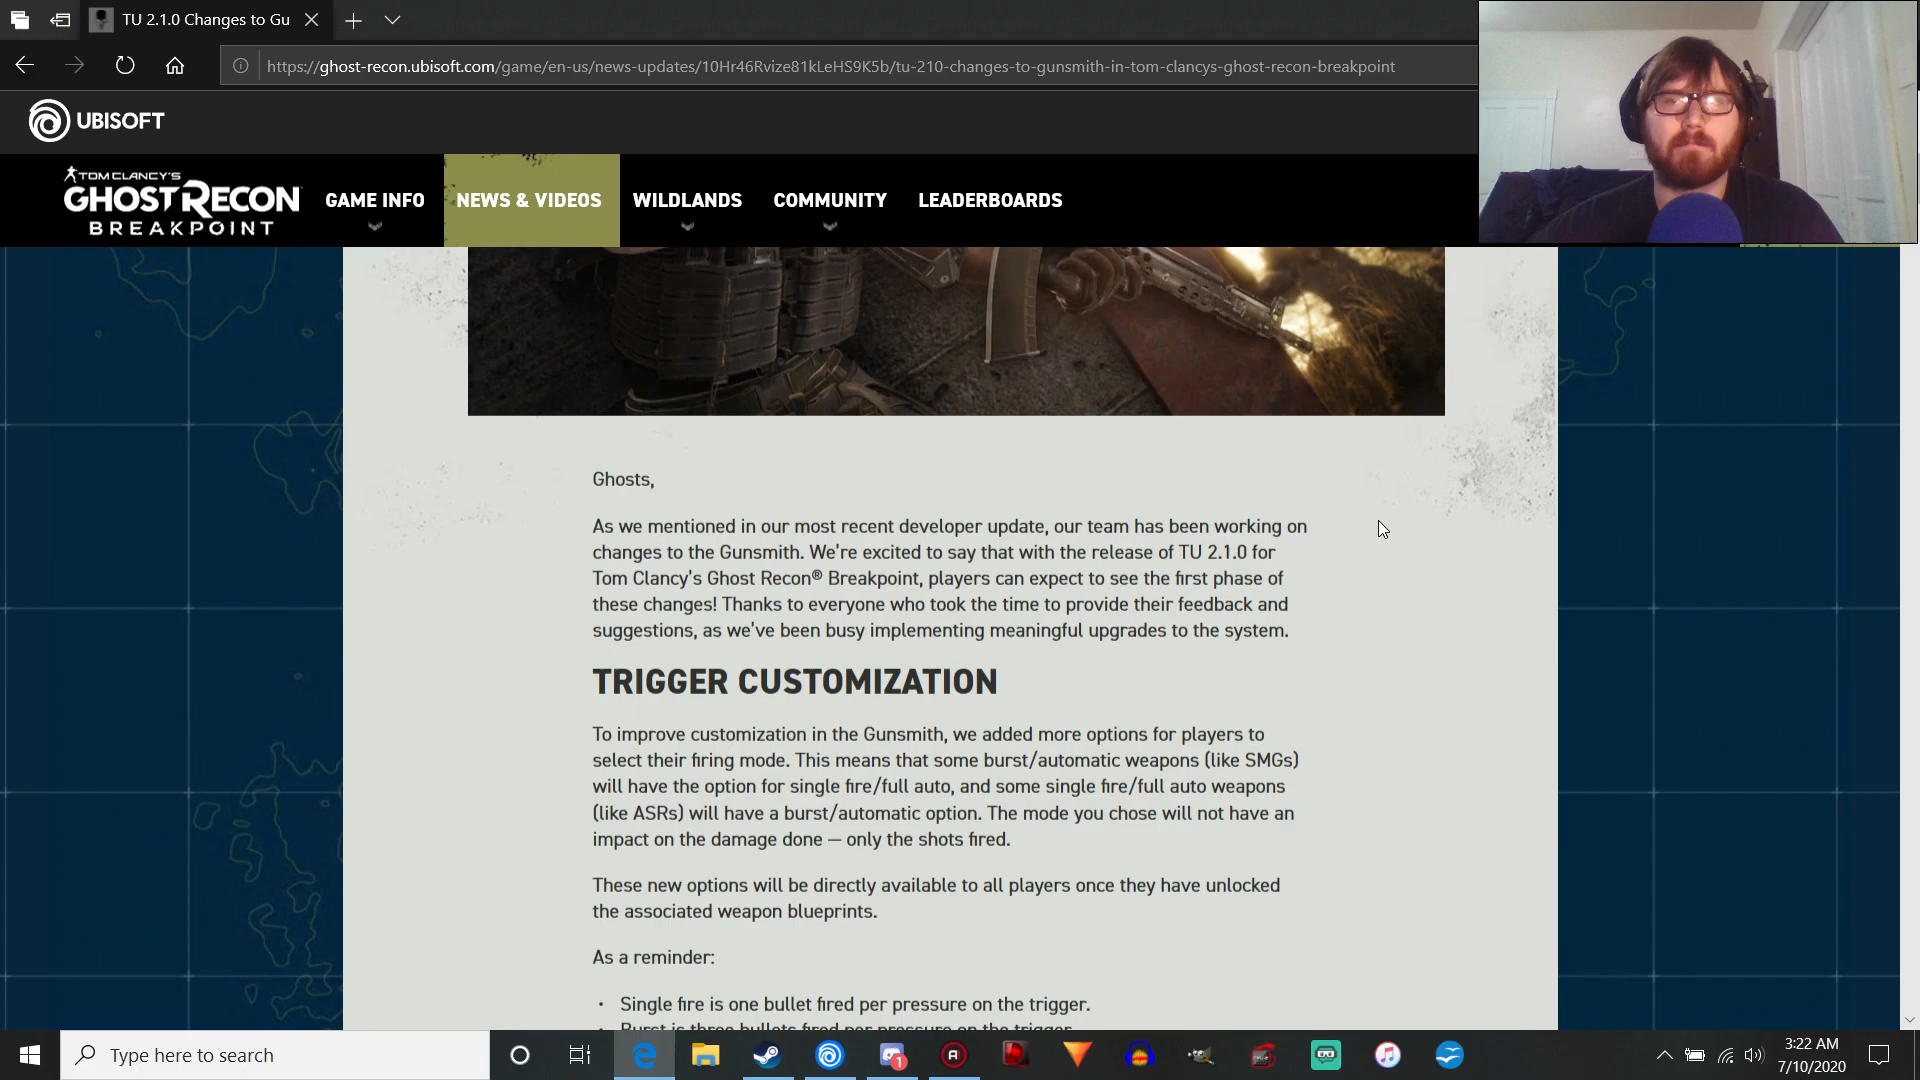 TU 2.1.0 Changes to Gu
https://ghost-recon.ubisoft.com/game/en-us/news-updates/10Hr46Rvize81kLeHS9K5b/tu-210-changes-to-gunsmith-in-tom-clancys-ghost-recon-breakpoint
UBISOFT
TOM CLANCY'S
GHOST RECON
BREAKPOINT
GAME INFO
NEWS & VIDEOS
WILDLANDS
COMMUNITY
LEADERBOARDS
Ghosts,
As we mentioned in our most recent developer update, our team has been working on
changes to the Gunsmith. We're excited to say that with the release of TU 2.1.0 for
Tom Clancy's Ghost Recon® Breakpoint, players can expect to see the first phase of
these changes! Thanks to everyone who took the time to provide their feedback and
suggestions, as we've been busy implementing meaningful upgrades to the system.
TRIGGER CUSTOMIZATION
To improve customization in the Gunsmith, we added more options for players to
select their firing mode. This means that some burst/automatic weapons (like SMGs)
will have the option for single fire/full auto, and some single fire/full auto weapons
(like ASRs) will have a burst/automatic option. The mode you chose will not have an
impact on the damage done — only the shots fired.
These new options will be directly available to all players once they have unlocked
the associated weapon blueprints.
As a reminder:
• Single fire is one bullet fired per pressure on the trigger.
• Burst is three bullets fired per pressure on the trigger
Type here to search
1
3:22 AM
7/10/2020